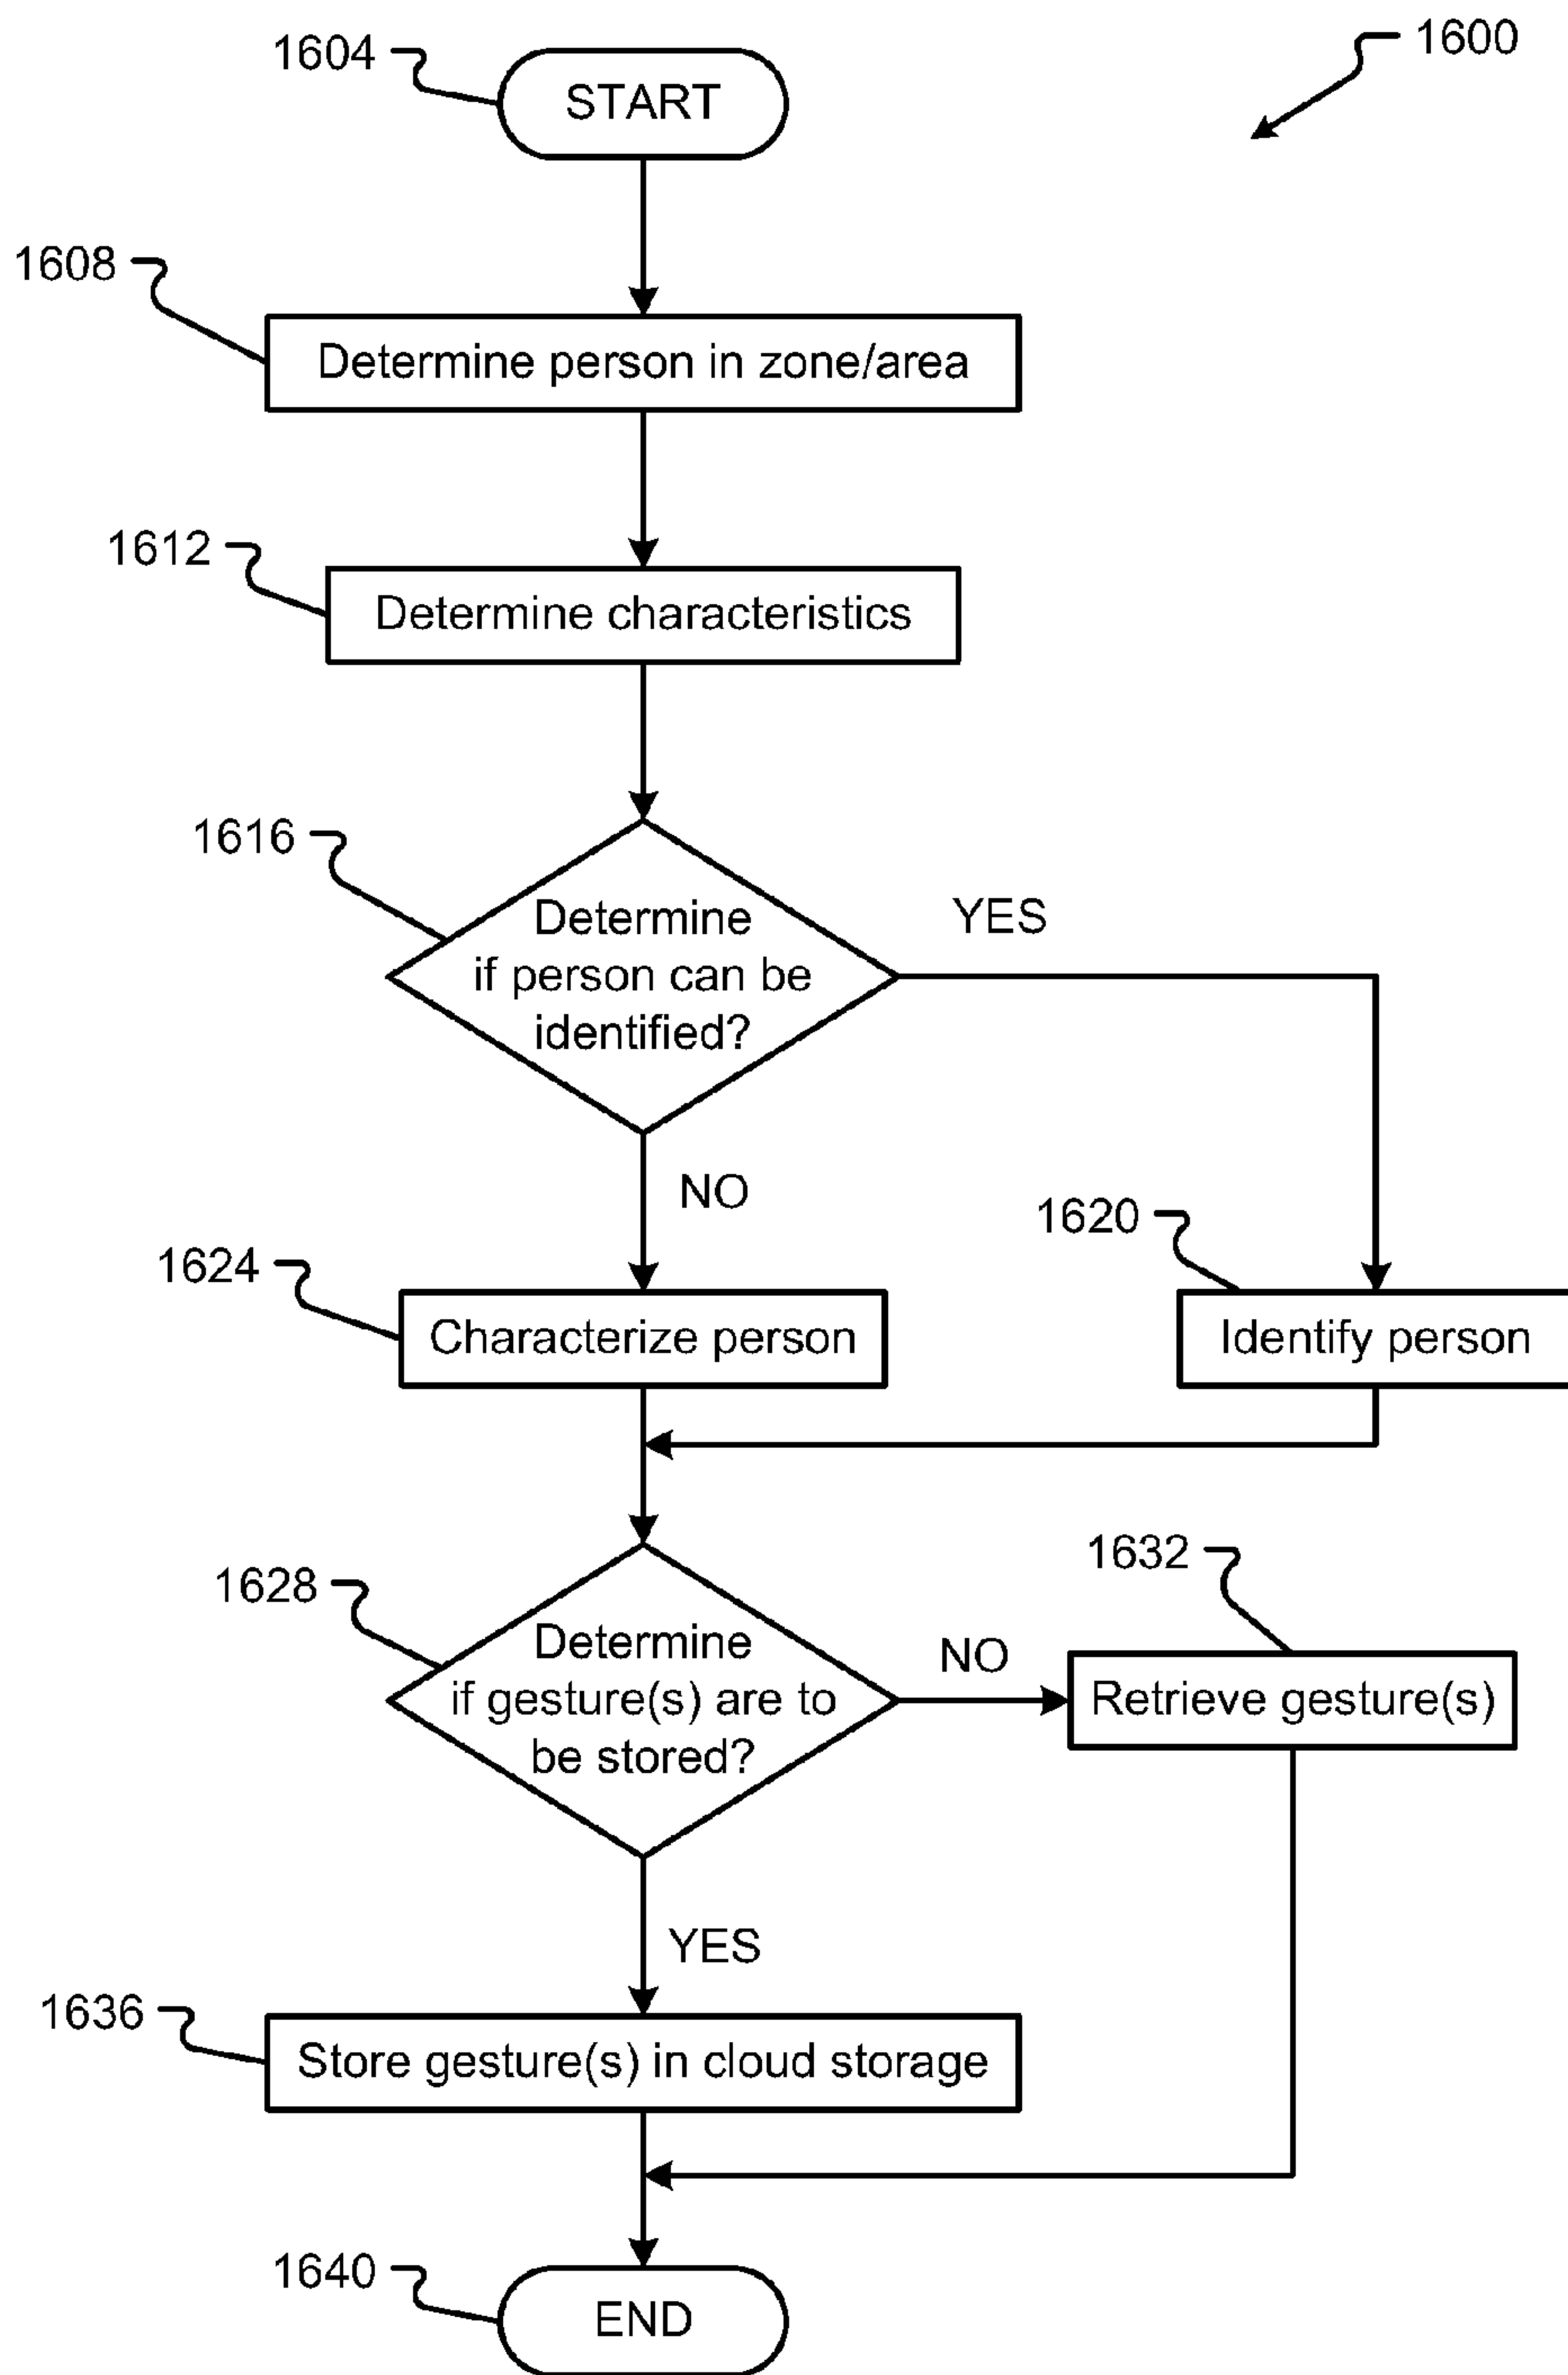 1600
1604
START
1608
Determine person in zone/area
1612
Determine characteristics
1616
Determine
if person can be
identified?
YES
NO
1620
1624
Characterize person
Identify person
1632
1628
Determine
if gesture(s) are to
be stored?
NO
Retrieve gesture(s)
YES
1636
Store gesture(s) in cloud storage
1640
END